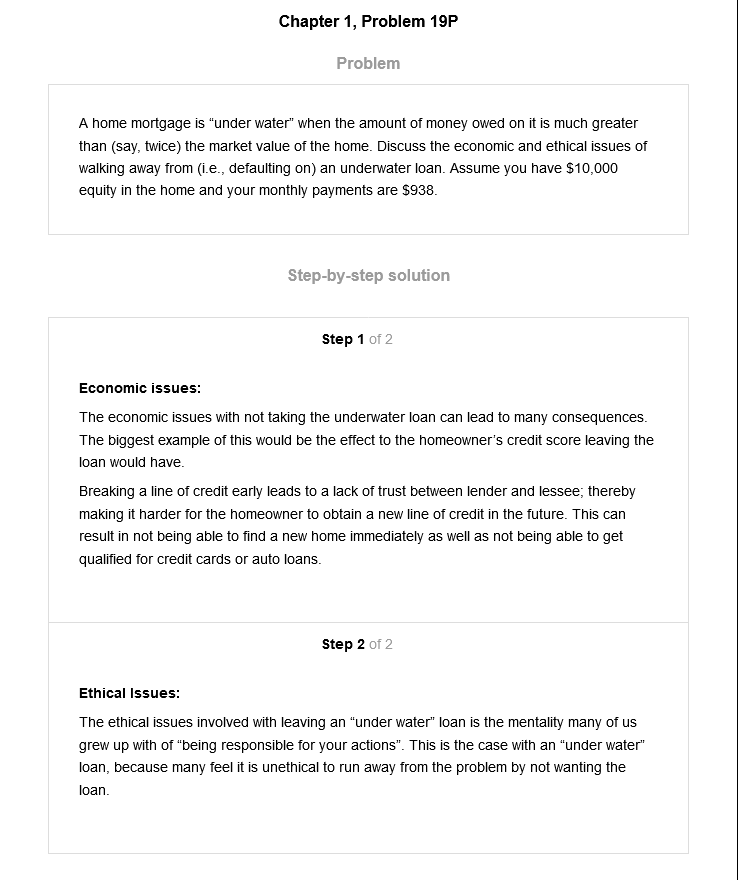 Chapter 1, Problem 19P
Problem
A home mortgage is “under water” when the amount of money owed on it is much greater
than (say, twice) the market value of the home. Discuss the economic and ethical issues of
walking away from (i.e., defaulting on) an underwater loan. Assume you have $10,000
equity in the home and your monthly payments are $938.
Step-by-step solution
Step 1 of 2
Economic issues:
The economic issues with not taking the underwater loan can lead to many consequences.
The biggest example of this would be the effect to the homeowner’s credit score leaving the
loan would have.
Breaking a line of credit early leads to a lack of trust between lender and lessee; thereby
making it harder for the homeowner to obtain a new line of credit in the future. This can
result in not being able to find a new home immediately as well as not being able to get
qualified for credit cards or auto loans.
Step 2 of 2
Ethical Issues:
The ethical issues involved with leaving an “under water” loan is the mentality many of us
grew up with of “being responsible for your actions”. This is the case with an “under water”
loan, because many feel it is unethical to run away from the problem by not wanting the
loan.